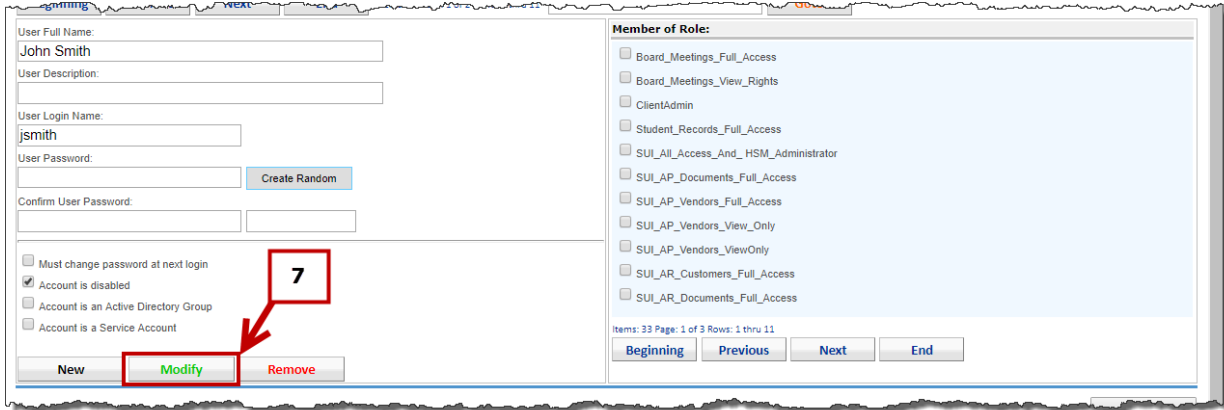 User Full Name:
John Smith
User Description:
User Login Name:
jsmith
User Password:
Create Random
Confirm User Password:
Must change password at next login
Account is disabled
Account is an Active Directory Group
Account is a Service Account
7
New Modify Remove
Member of Role:
Board_Meetings_Full_Access
Board_Meetings_View_Rights
ClientAdmin
Student_Records_Full_Access
SUI_All_Access_And_ HSM_Administrator
SUI_AP_Documents_Full_Access
SUI_AP_Vendors_Full_Access
SUI_AP_Vendors_View_Only
SUI_AP_Vendors_ViewOnly
SUI_AR_Customers_Full_Access
SUI_AR_Documents_Full_Access
Items: 33 Page: 1 of 3 Rows: 1 thru 11
Beginning Previous Next End